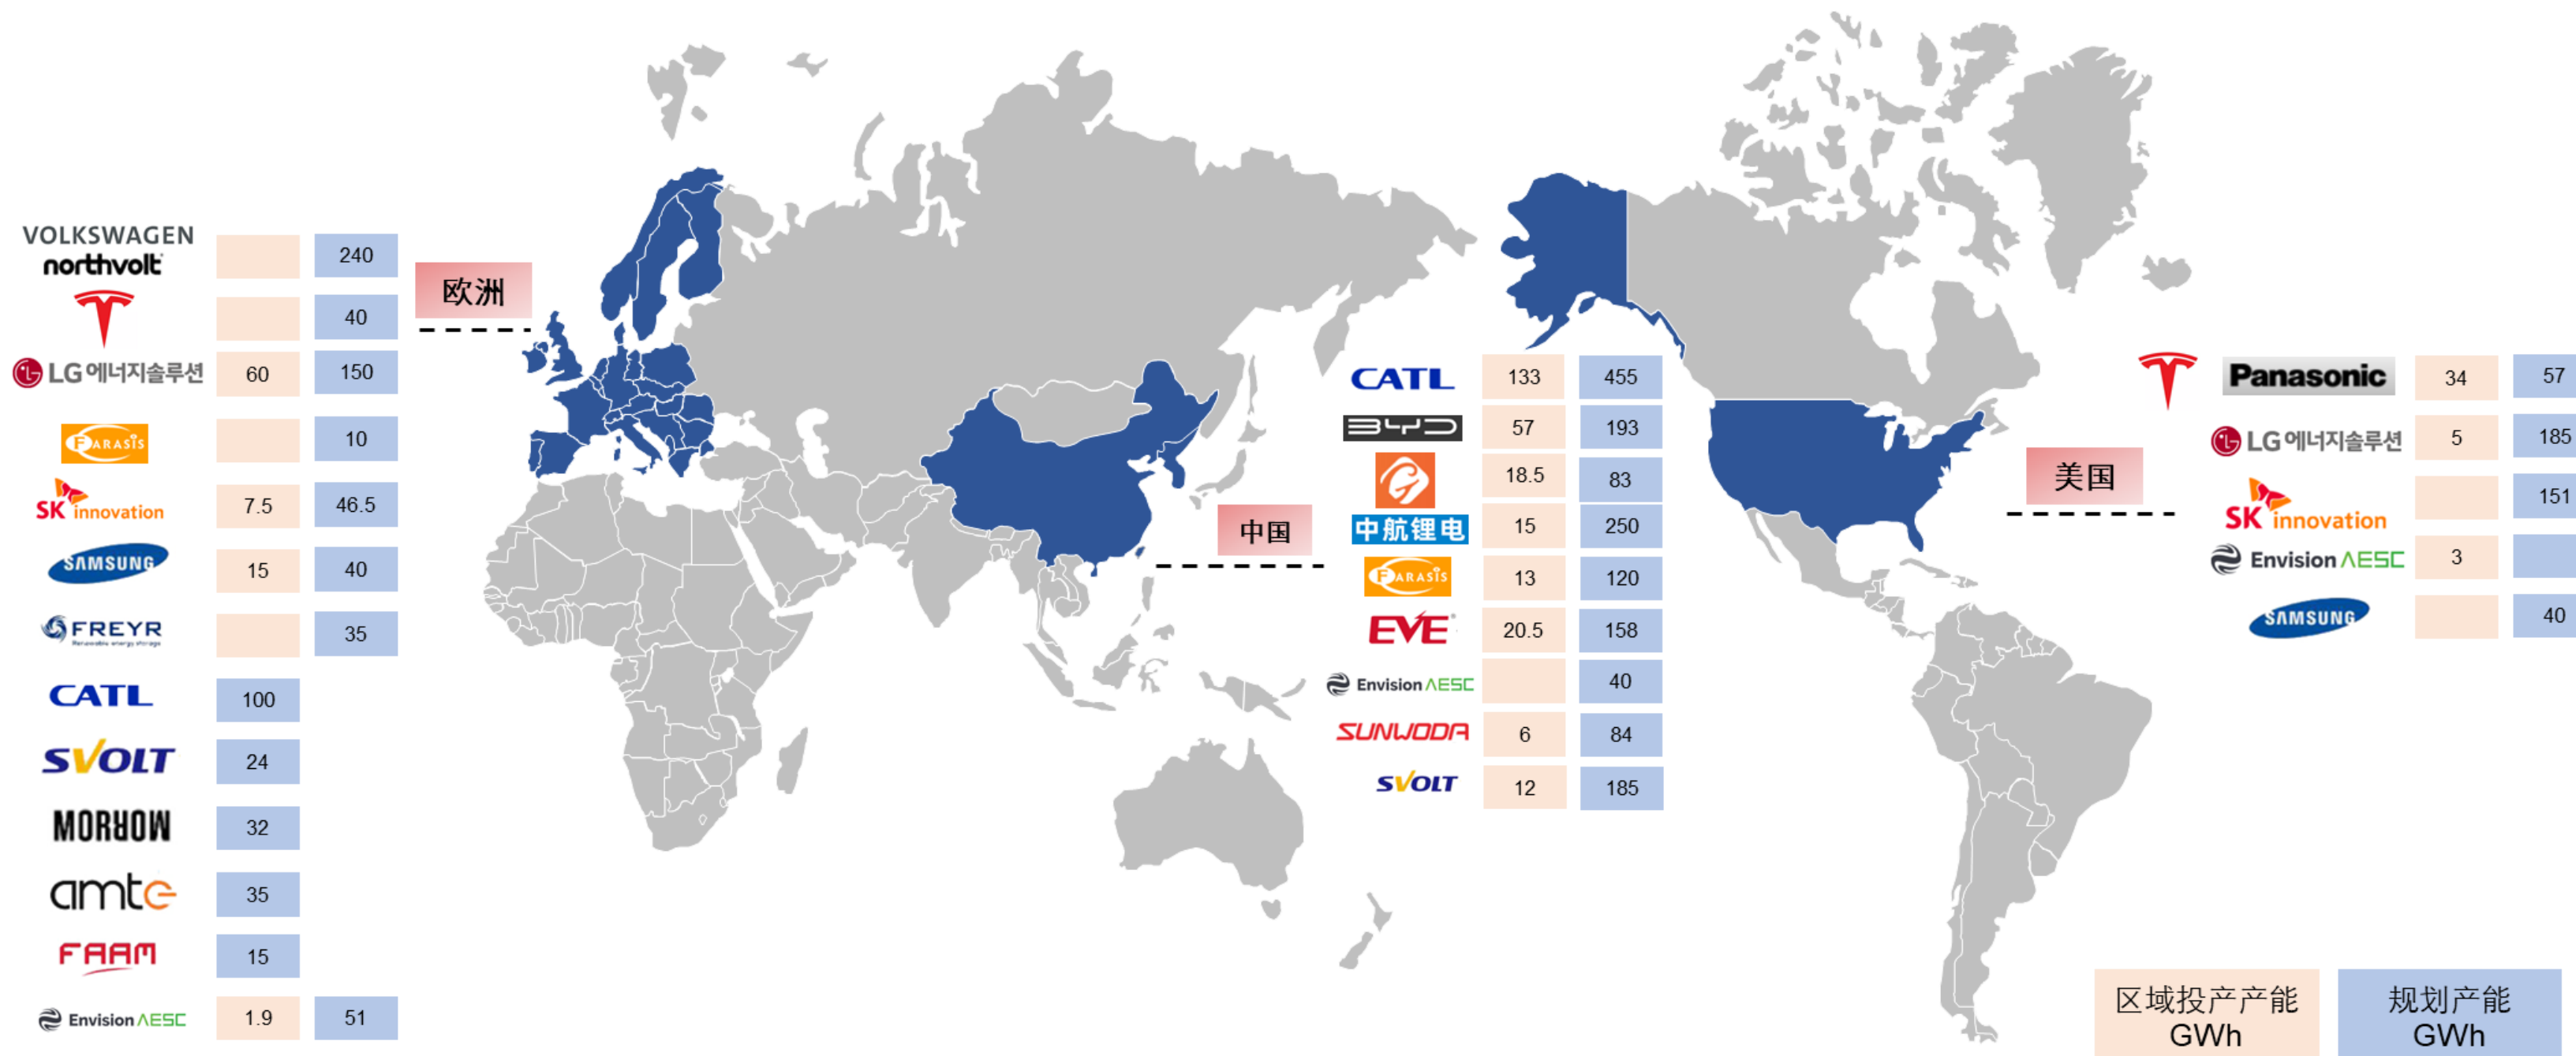 VOLKSWAGEN
northvolt
240
40
LG에너지솔루션 60 150
FARASIS 10
SK innovation 7.5 46.5
SAMSUNG 15 40
FREYR 35
Renewable energy storage
CATL 100
SVOLT 24
MORROW 32
amte 35
FAAM 15
Envision AESC 1.9 51
欧洲
CATL 133 455
BYD 57 193
18.5 83
中航锂电 15 250
FARASIS 13 120
EVE 20.5 158
Envision AESC 40
SUNWODA 6 84
SVOLT 12 185
中国
Panasonic 34 57
LG에너지솔루션 5 185
SK innovation 151
Envision AESC 3
SAMSUNG 40
美国
区域投产产能
GWh
规划产能
GWh